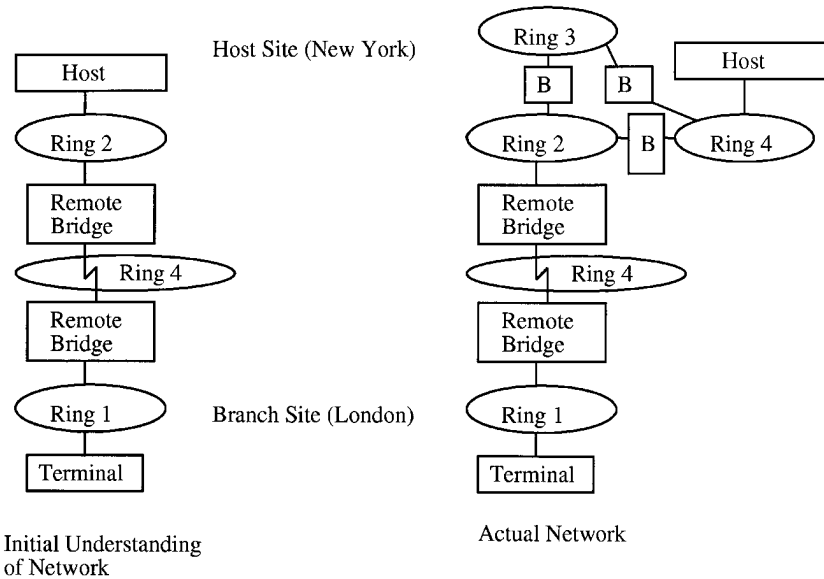 Host Site (New York)
Host
Ring 2
Remote
Bridge
Ring 4
Remote
Bridge
Ring 1
Branch Site (London)
Terminal
Initial Understanding
of Network
Ring 3
B
B
Host
Ring 2
B
Ring 4
Remote
Bridge
Ring 4
Remote
Bridge
Ring 1
Terminal
Actual Network